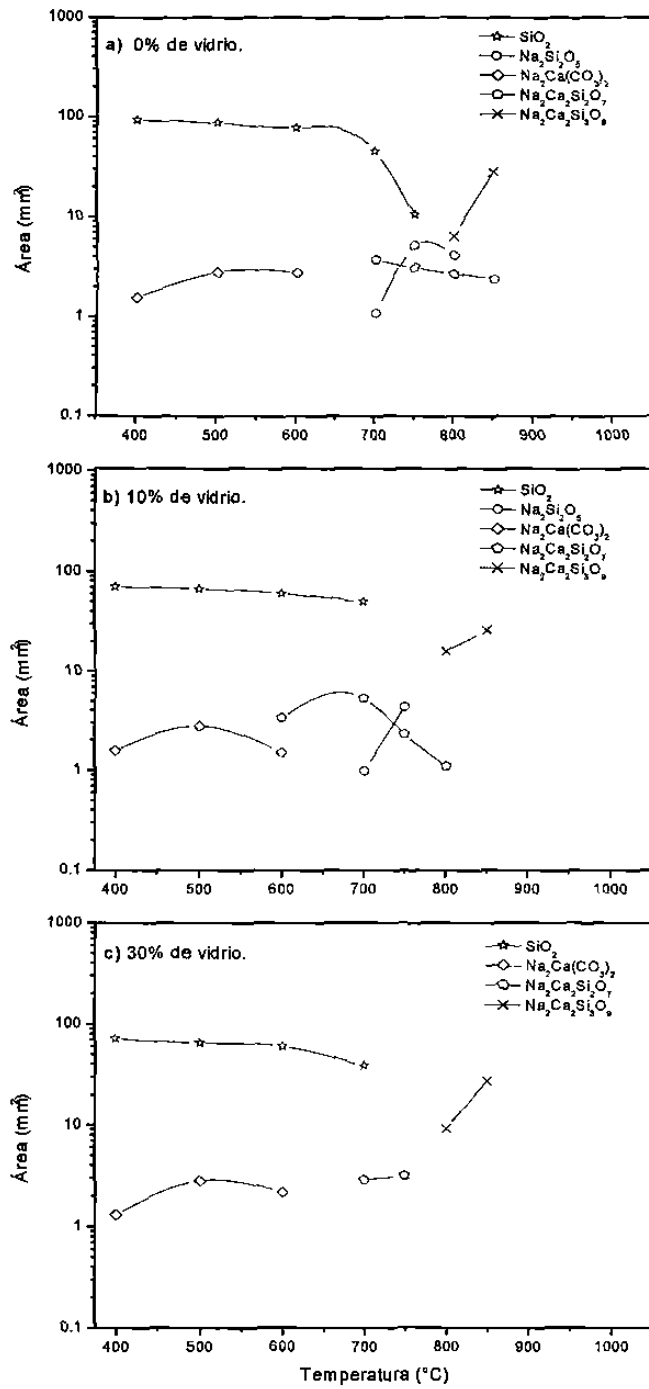 1000
a) 0% de vidrio.
SiO₂
Na₂Si₂O₅
Na₂Ca(CO₃)₂
Na₂Ca₂Si₂O₇
Na₂Ca₂Si₃O₉
100
10
1
0.1
Área (mm²)
400 500 600 700 800 900 1000
1000
b) 10% de vidrio.
SiO₂
Na₂Si₂O₅
Na₂Ca(CO₃)₂
Na₂Ca₂Si₂O₇
Na₂Ca₂Si₃O₉
100
10
1
0.1
Área (mm²)
400 500 600 700 800 900 1000
1000
c) 30% de vidrio.
SiO₂
Na₂Ca(CO₃)₂
Na₂Ca₂Si₂O₇
Na₂Ca₂Si₃O₉
100
10
1
0.1
Área (mm²)
400 500 600 700 800 900 1000
Temperatura (°C)